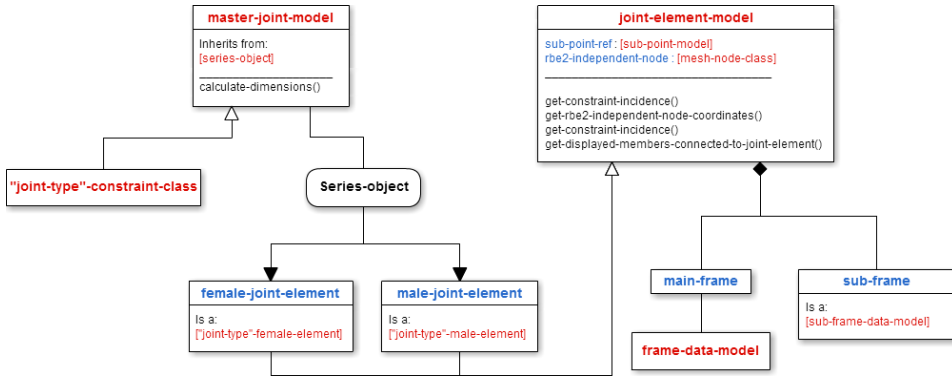 master-joint-model
Inherits from:
[series-object]
calculate-dimensions()
joint-element-model
sub-point-ref : [sub-point-model]
rbe2-independent-node : [mesh-node-class]
get-constraint-incidence()
get-rbe2-independent-node-coordinates()
get-constraint-incidence()
get-displayed-members-connected-to-joint-element()
"joint-type"-constraint-class
Series-object
female-joint-element
Is a:
["joint-type"-female-element]
male-joint-element
Is a:
["joint-type"-male-element]
main-frame
frame-data-model
sub-frame
Is a:
[sub-frame-data-model]